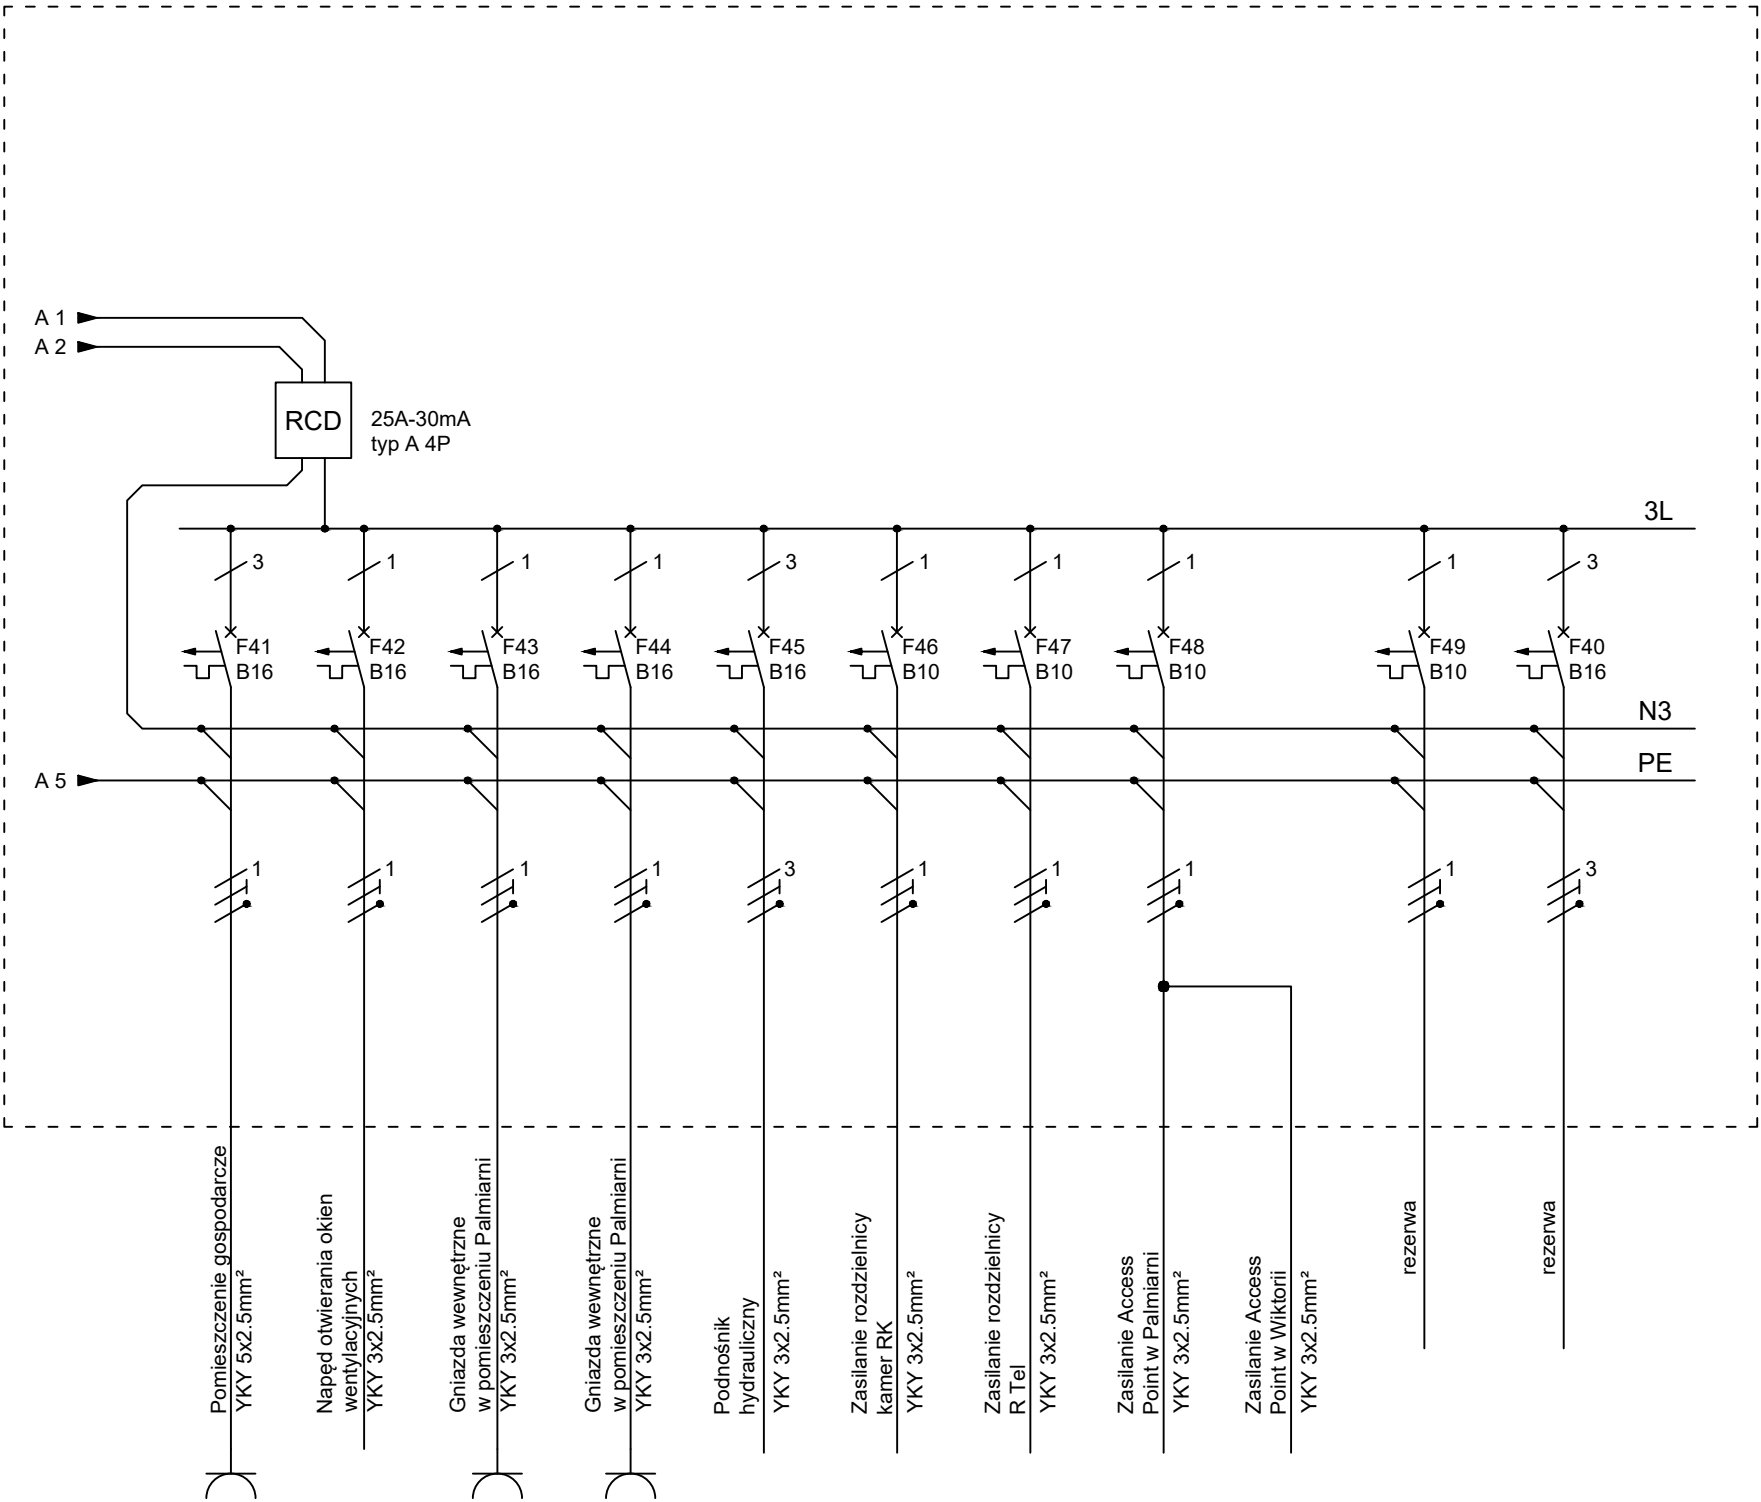 A 1
A 2
RCD
25A-30mA
typ A 4P
3L
3
1
1
1
3
1
1
1
1
3
F41
B16
F42
B16
F43
B16
F44
B16
F45
B16
F46
B10
F47
B10
F48
B10
F49
B10
F40
B16
N3
A 5
PE
1
1
1
1
3
1
1
1
1
3
Pomieszczenie gospodarcze
YKY 5x2.5mm²
Napęd otwierania okien
wentylacyjnych
YKY 3x2.5mm²
Gniazda wewnętrzne
w pomieszczeniu Palmiarni
YKY 3x2.5mm²
Gniazda wewnętrzne
w pomieszczeniu Palmiarni
YKY 3x2.5mm²
Podnośnik
hydrauliczny
YKY 3x2.5mm²
Zasilanie rozdzielnicy
kamer RK
YKY 3x2.5mm²
Zasilanie rozdzielnicy
R Tel
YKY 3x2.5mm²
Zasilanie Access
Point w Palmiarni
YKY 3x2.5mm²
Zasilanie Access
Point w Wiktorii
YKY 3x2.5mm²
rezerwa
rezerwa